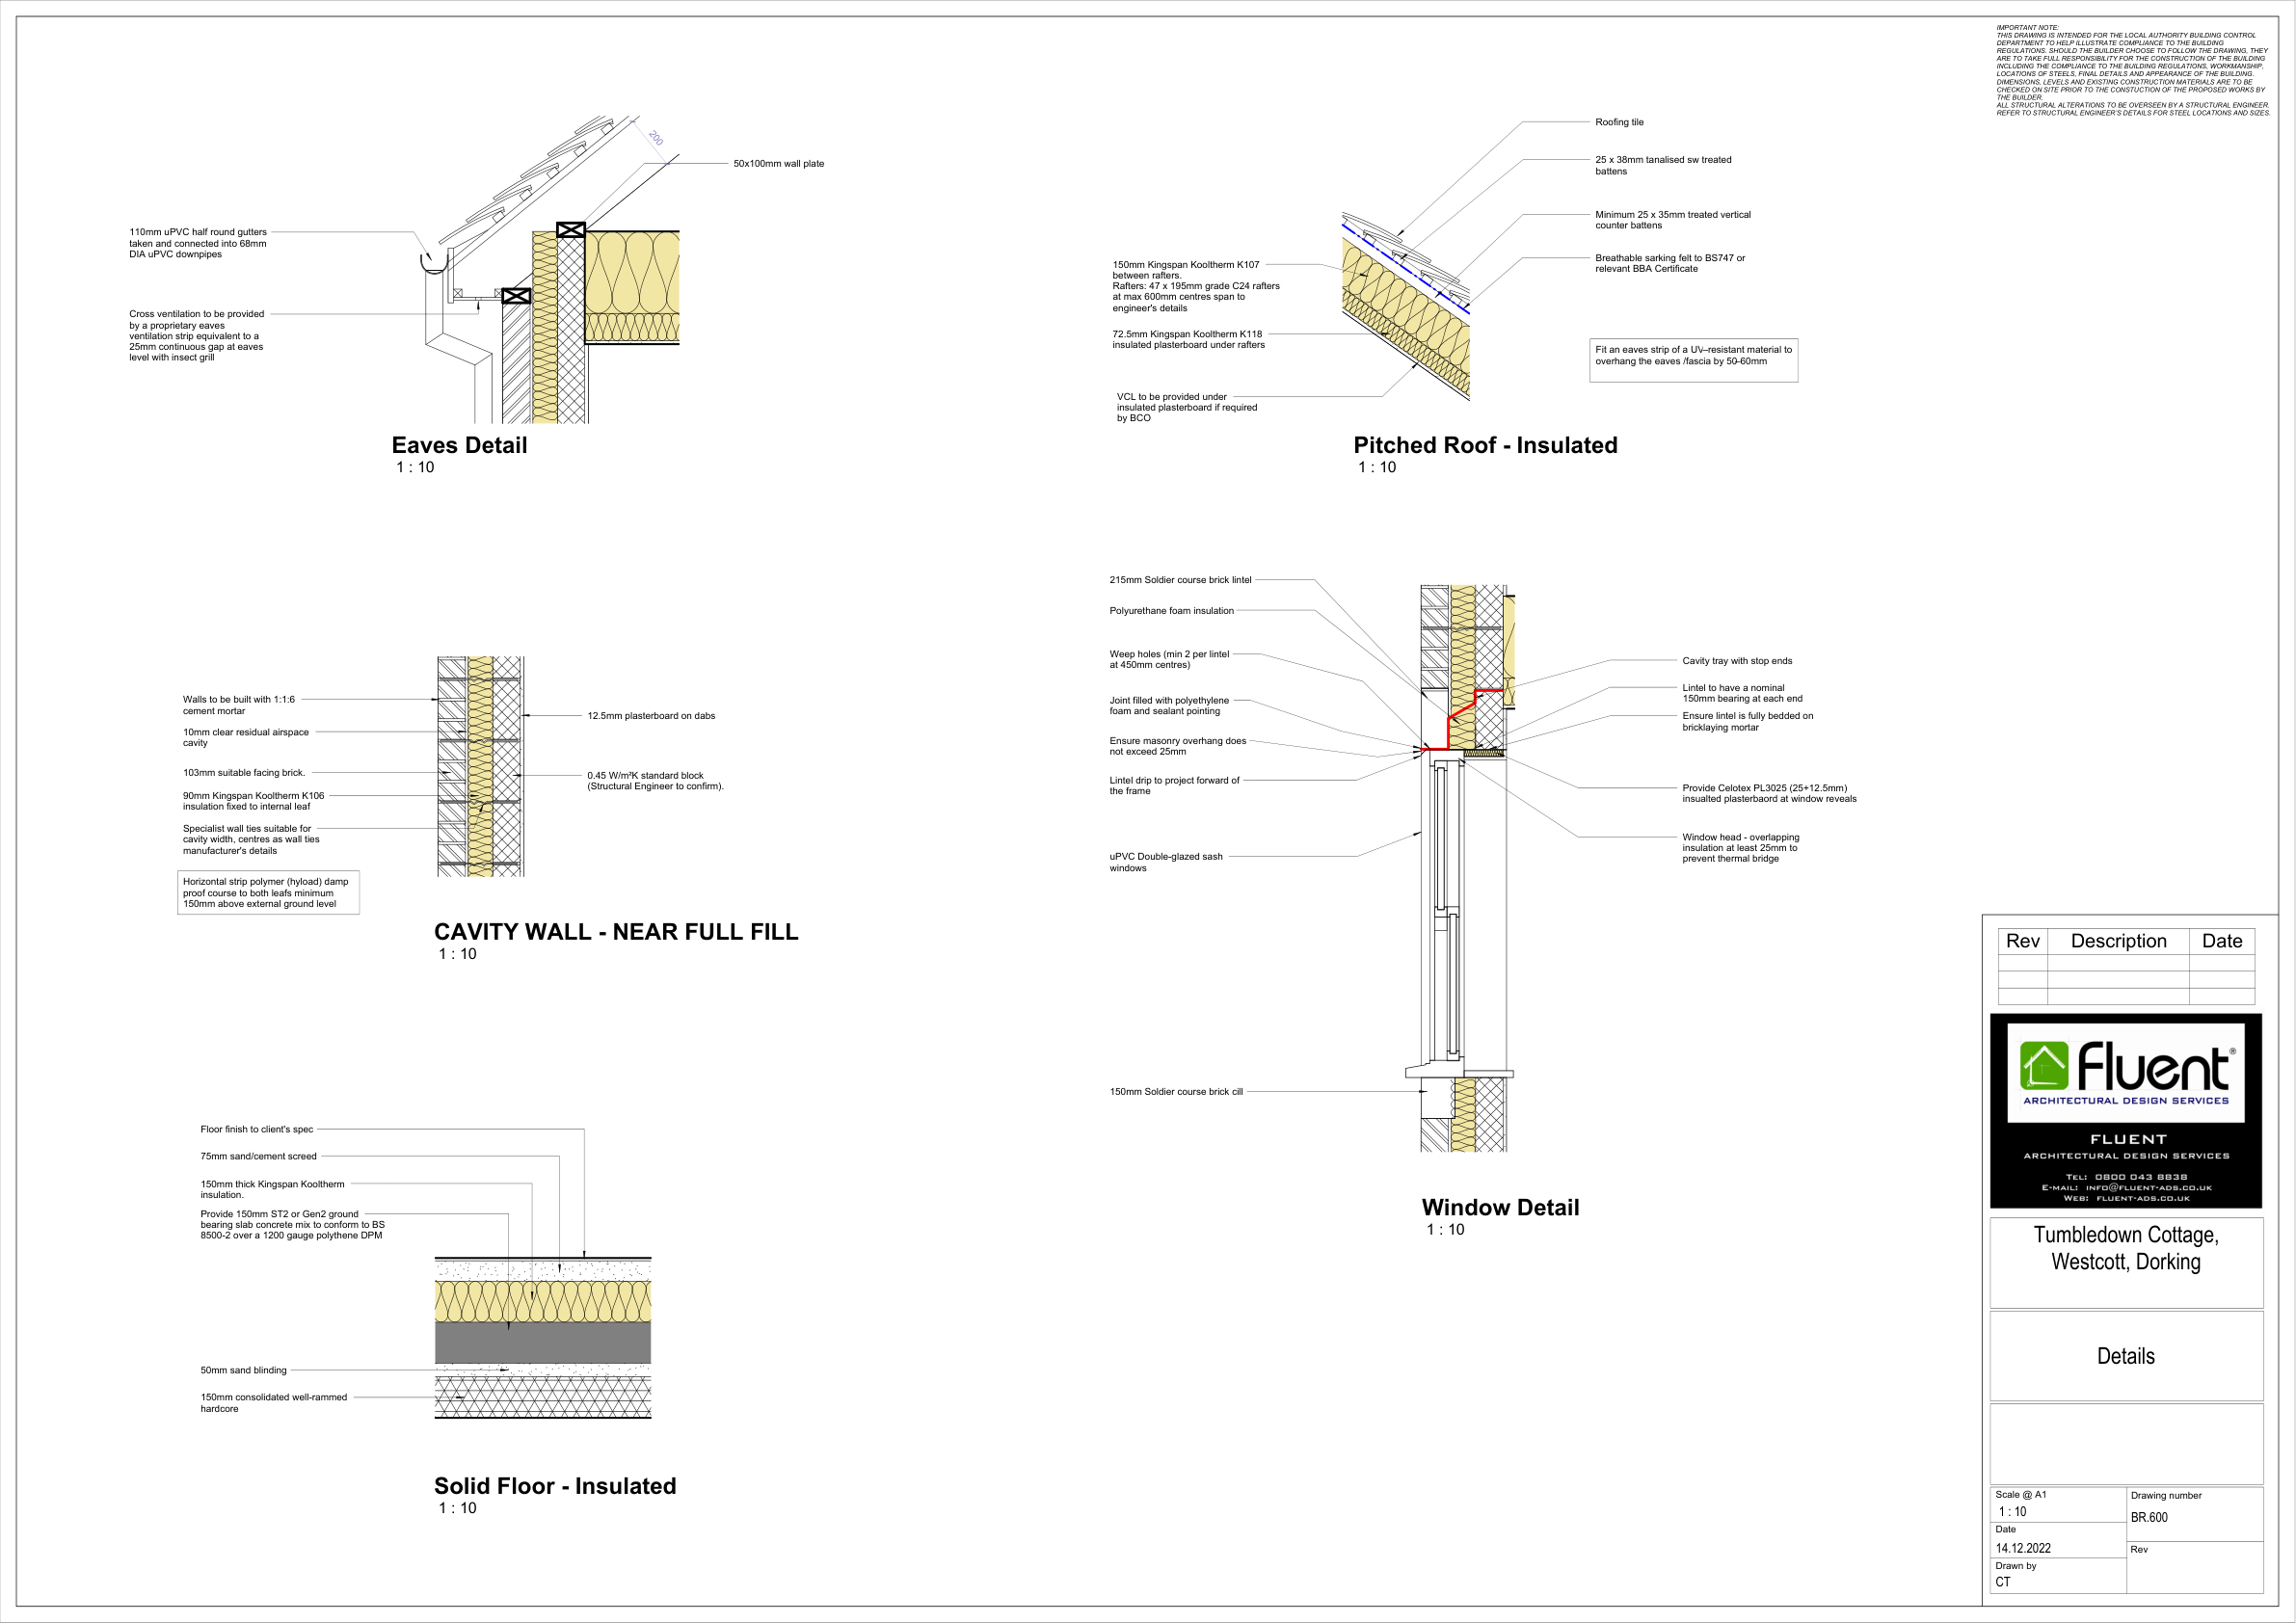 IMPORTANT NOTE:
THIS DRAWING IS INTENDED FOR THE LOCAL AUTHORITY BUILDING CONTROL
DEPARTMENT TO HELP ILLUSTRATE COMPLIANCE TO THE BUILDING
REGULATIONS. SHOULD THE BUILDER CHOOSE TO FOLLOW THE DRAWING, THEY
ARE TO TAKE FULL RESPONSIBILITY FOR THE CONSTRUCTION OF THE BUILDING
INCLUDING THE COMPLIANCE TO THE BUILDING REGULATIONS, WORKMANSHIP,
LOCATIONS OF STEELS, FINAL DETAILS AND APPEARANCE OF THE BUILDING.
DIMENSIONS, LEVELS AND EXISTING CONSTRUCTION MATERIALS ARE TO BE
CHECKED ON SITE PRIOR TO THE CONSTUCTION OF THE PROPOSED WORKS BY
THE BUILDER.
ALL STRUCTURAL ALTERATIONS TO BE OVERSEEN BY A STRUCTURAL ENGINEER,
REFER TO STRUCTURAL ENGINEER'S DETAILS FOR STEEL LOCATIONS AND SIZES.
200
50x100mm wall plate
110mm uPVC half round gutters
taken and connected into 68mm
DIA uPVC downpipes
Cross ventilation to be provided
by a proprietary eaves
ventilation strip equivalent to a
25mm continuous gap at eaves
level with insect grill
Eaves Detail
1 : 10
Roofing tile
25 x 38mm tanalised sw treated
battens
Minimum 25 x 35mm treated vertical
counter battens
Breathable sarking felt to BS747 or
relevant BBA Certificate
150mm Kingspan Kooltherm K107
between rafters.
Rafters: 47 x 195mm grade C24 rafters
at max 600mm centres span to
engineer's details
72.5mm Kingspan Kooltherm K118
insulated plasterboard under rafters
VCL to be provided under
insulated plasterboard if required
by BCO
Fit an eaves strip of a UV–resistant material to
overhang the eaves /fascia by 50-60mm
Pitched Roof - Insulated
1 : 10
Walls to be built with 1:1:6
cement mortar
10mm clear residual airspace
cavity
103mm suitable facing brick.
90mm Kingspan Kooltherm K106
insulation fixed to internal leaf
Specialist wall ties suitable for
cavity width, centres as wall ties
manufacturer's details
Horizontal strip polymer (hyload) damp
proof course to both leafs minimum
150mm above external ground level
12.5mm plasterboard on dabs
0.45 W/m²K standard block
(Structural Engineer to confirm).
CAVITY WALL - NEAR FULL FILL
1 : 10
215mm Soldier course brick lintel
Polyurethane foam insulation
Weep holes (min 2 per lintel
at 450mm centres)
Joint filled with polyethylene
foam and sealant pointing
Ensure masonry overhang does
not exceed 25mm
Lintel drip to project forward of
the frame
uPVC Double-glazed sash
windows
150mm Soldier course brick cill
Cavity tray with stop ends
Lintel to have a nominal
150mm bearing at each end
Ensure lintel is fully bedded on
bricklaying mortar
Provide Celotex PL3025 (25+12.5mm)
insualted plasterbaord at window reveals
Window head - overlapping
insulation at least 25mm to
prevent thermal bridge
Window Detail
1 : 10
Floor finish to client's spec
75mm sand/cement screed
150mm thick Kingspan Kooltherm
insulation.
Provide 150mm ST2 or Gen2 ground
bearing slab concrete mix to conform to BS
8500-2 over a 1200 gauge polythene DPM
50mm sand blinding
150mm consolidated well-rammed
hardcore
Solid Floor - Insulated
1 : 10
Rev Description Date
Fluent®
ARCHITECTURAL DESIGN SERVICES
FLUENT
ARCHITECTURAL DESIGN SERVICES
TEL: 0800 043 8838
E-MAIL: INFO@FLUENT-ADS.CO.UK
WEB: FLUENT-ADS.CO.UK
Tumbledown Cottage,
Westcott, Dorking
Details
Scale @ A1
1 : 10
Date
14.12.2022
Drawn by
CT
Drawing number
BR.600
Rev